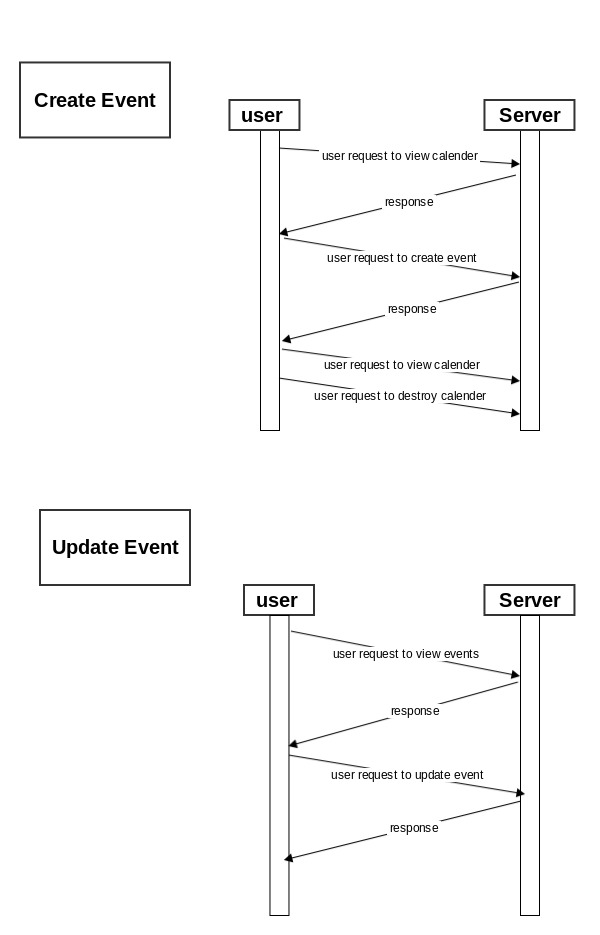 Create Event
user
Server
user request to view calender
response
user request to create event
response
user request to view calender
user request to destroy calender
Update Event
user
Server
user request to view events
response
user request to update event
response